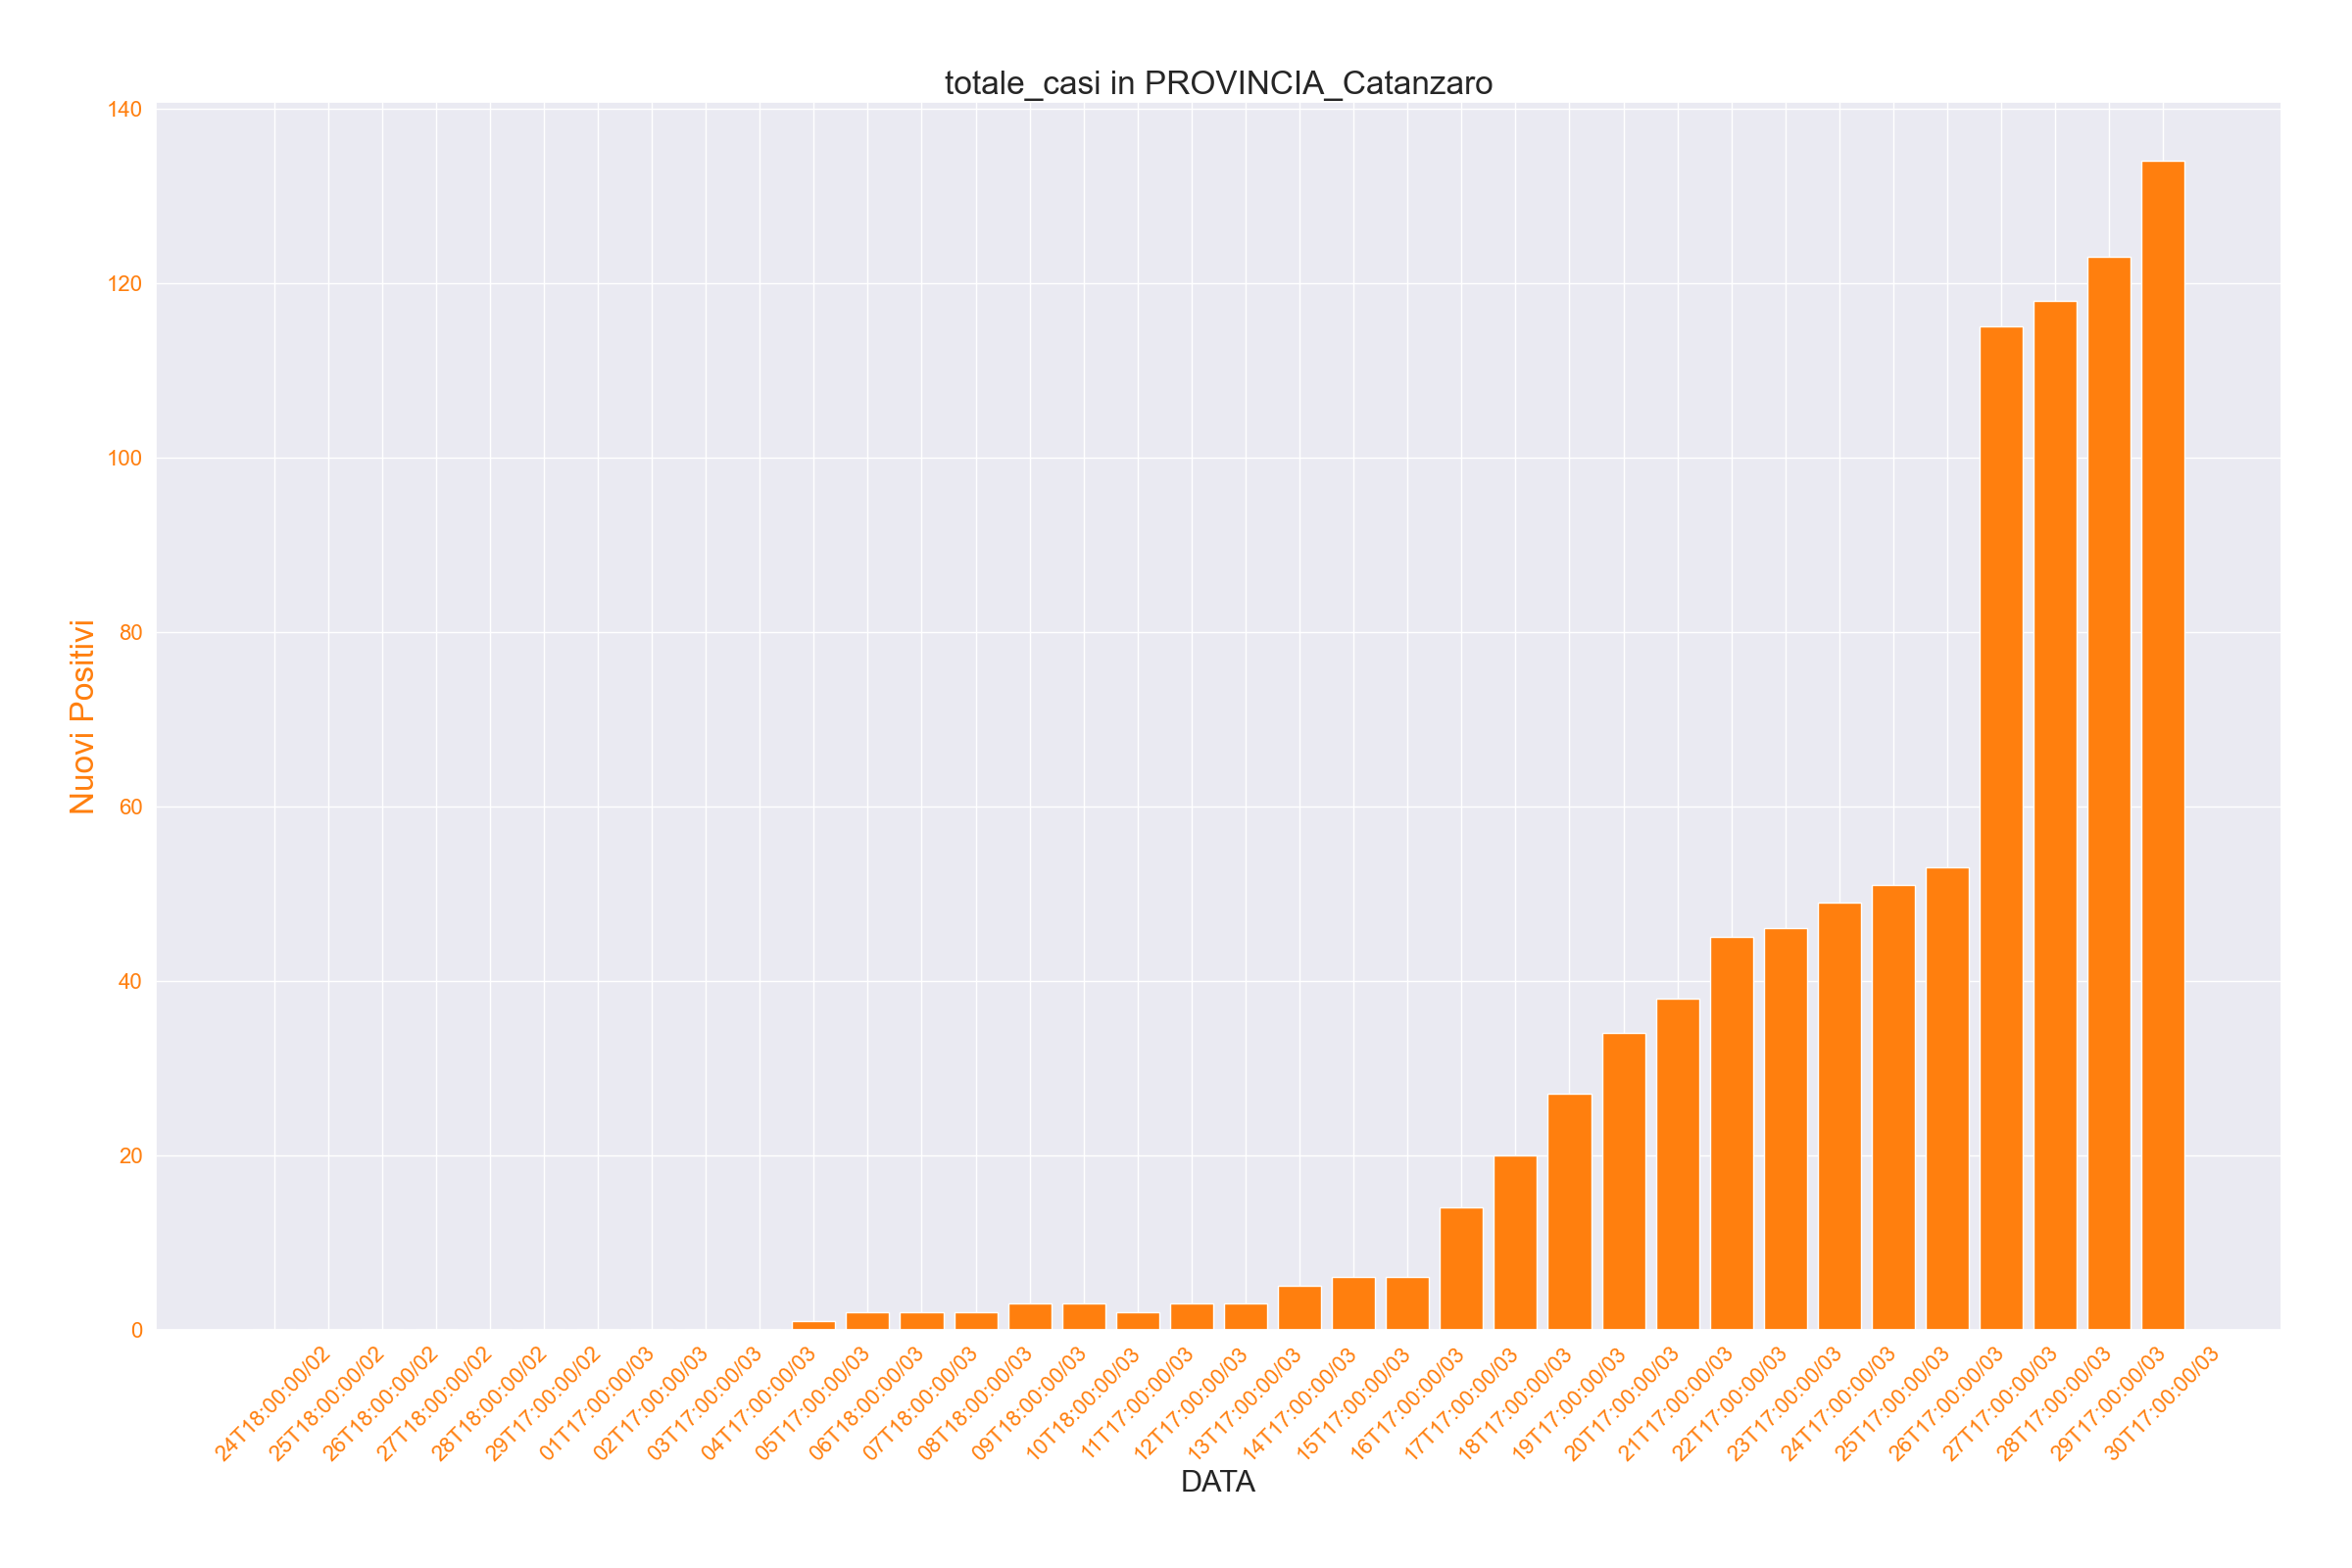 totale_casi in PROVINCIA_Catanzaro
140
120
100
80
60
40
20
0
Nuovi Positivi
24T18:00:00/02
25T18:00:00/02
26T18:00:00/02
27T18:00:00/02
28T18:00:00/02
29T17:00:00/02
01T17:00:00/03
02T17:00:00/03
03T17:00:00/03
04T17:00:00/03
05T17:00:00/03
06T18:00:00/03
07T18:00:00/03
08T18:00:00/03
09T18:00:00/03
10T18:00:00/03
11T17:00:00/03
12T17:00:00/03
13T17:00:00/03
14T17:00:00/03
15T17:00:00/03
16T17:00:00/03
17T17:00:00/03
18T17:00:00/03
19T17:00:00/03
20T17:00:00/03
21T17:00:00/03
22T17:00:00/03
23T17:00:00/03
24T17:00:00/03
25T17:00:00/03
26T17:00:00/03
27T17:00:00/03
28T17:00:00/03
29T17:00:00/03
30T17:00:00/03
DATA